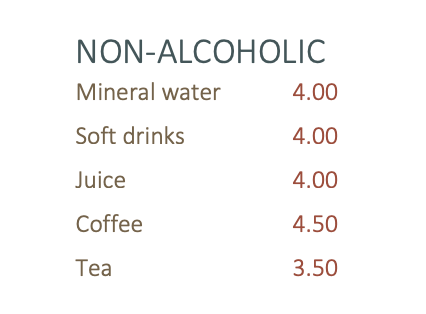 NON-ALCOHOLIC
Mineral water 4.00
Soft drinks 4.00
Juice 4.00
Coffee 4.50
Tea 3.50